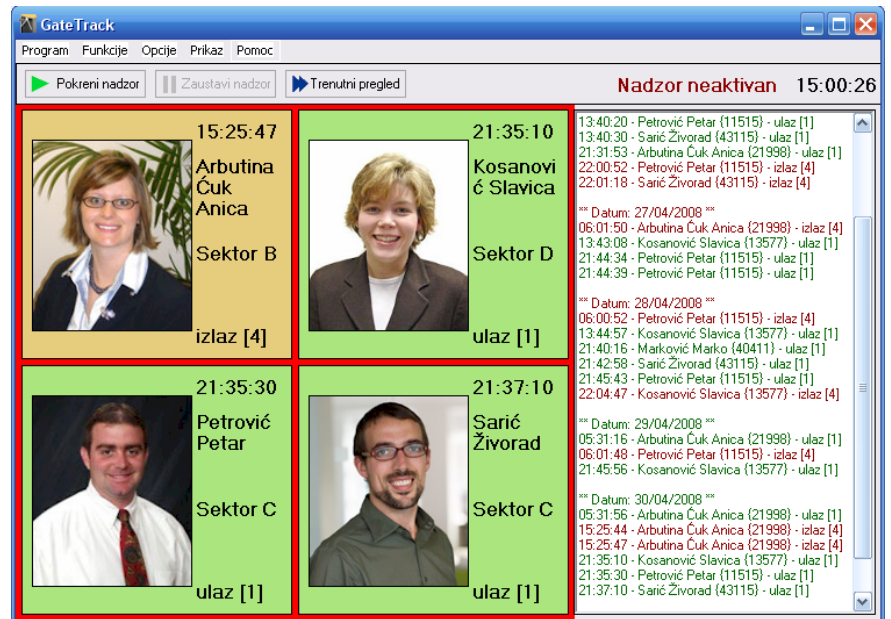 GateTrack
Program Funkcije Opcije Prikaz Pomoc
Pokreni nadzor Zaustavi nadzor Trenutni pregled Nadzor neaktivan 15:00:26
15:25:47
Arbutina
Ćuk
Anica
Sektor B
izlaz [4]
21:35:10
Kosanovi
ć Slavica
Sektor D
ulaz [1]
21:35:30
Petrović
Petar
Sektor C
ulaz [1]
21:37:10
Sarić
Živorad
Sektor C
ulaz [1]
13:40:20 - Petrović Petar {11515} - ulaz [1]
13:40:30 - Sarić Živorad {43115} - ulaz [1]
21:31:53 - Arbutina Ćuk Anica {21998} - ulaz [1]
22:00:52 - Petrović Petar {11515} - izlaz [4]
22:01:18 - Sarić Živorad {43115} - izlaz [4]
** Datum: 27/04/2008 **
06:01:50 - Arbutina Ćuk Anica {21998} - izlaz [4]
13:43:08 - Kosanović Slavica {13577} - ulaz [1]
21:44:34 - Petrović Petar {11515} - ulaz [1]
21:44:39 - Petrović Petar {11515} - ulaz [1]
** Datum: 28/04/2008 **
06:00:52 - Petrović Petar {11515} - izlaz [4]
13:44:57 - Kosanović Slavica {13577} - ulaz [1]
21:40:16 - Marković Marko {40411} - ulaz [1]
21:42:58 - Sarić Živorad {43115} - ulaz [1]
21:45:43 - Petrović Petar {11515} - ulaz [1]
22:04:47 - Kosanović Slavica {13577} - izlaz [4]
** Datum: 29/04/2008 **
05:31:16 - Arbutina Ćuk Anica {21998} - ulaz [1]
06:01:48 - Petrović Petar {11515} - izlaz [4]
21:45:56 - Kosanović Slavica {13577} - ulaz [1]
** Datum: 30/04/2008 **
05:31:56 - Arbutina Ćuk Anica {21998} - ulaz [1]
15:25:44 - Arbutina Ćuk Anica {21998} - izlaz [4]
15:25:47 - Arbutina Ćuk Anica {21998} - izlaz [4]
21:35:10 - Kosanović Slavica {13577} - ulaz [1]
21:35:30 - Petrović Petar {11515} - ulaz [1]
21:37:10 - Sarić Živorad {43115} - ulaz [1]